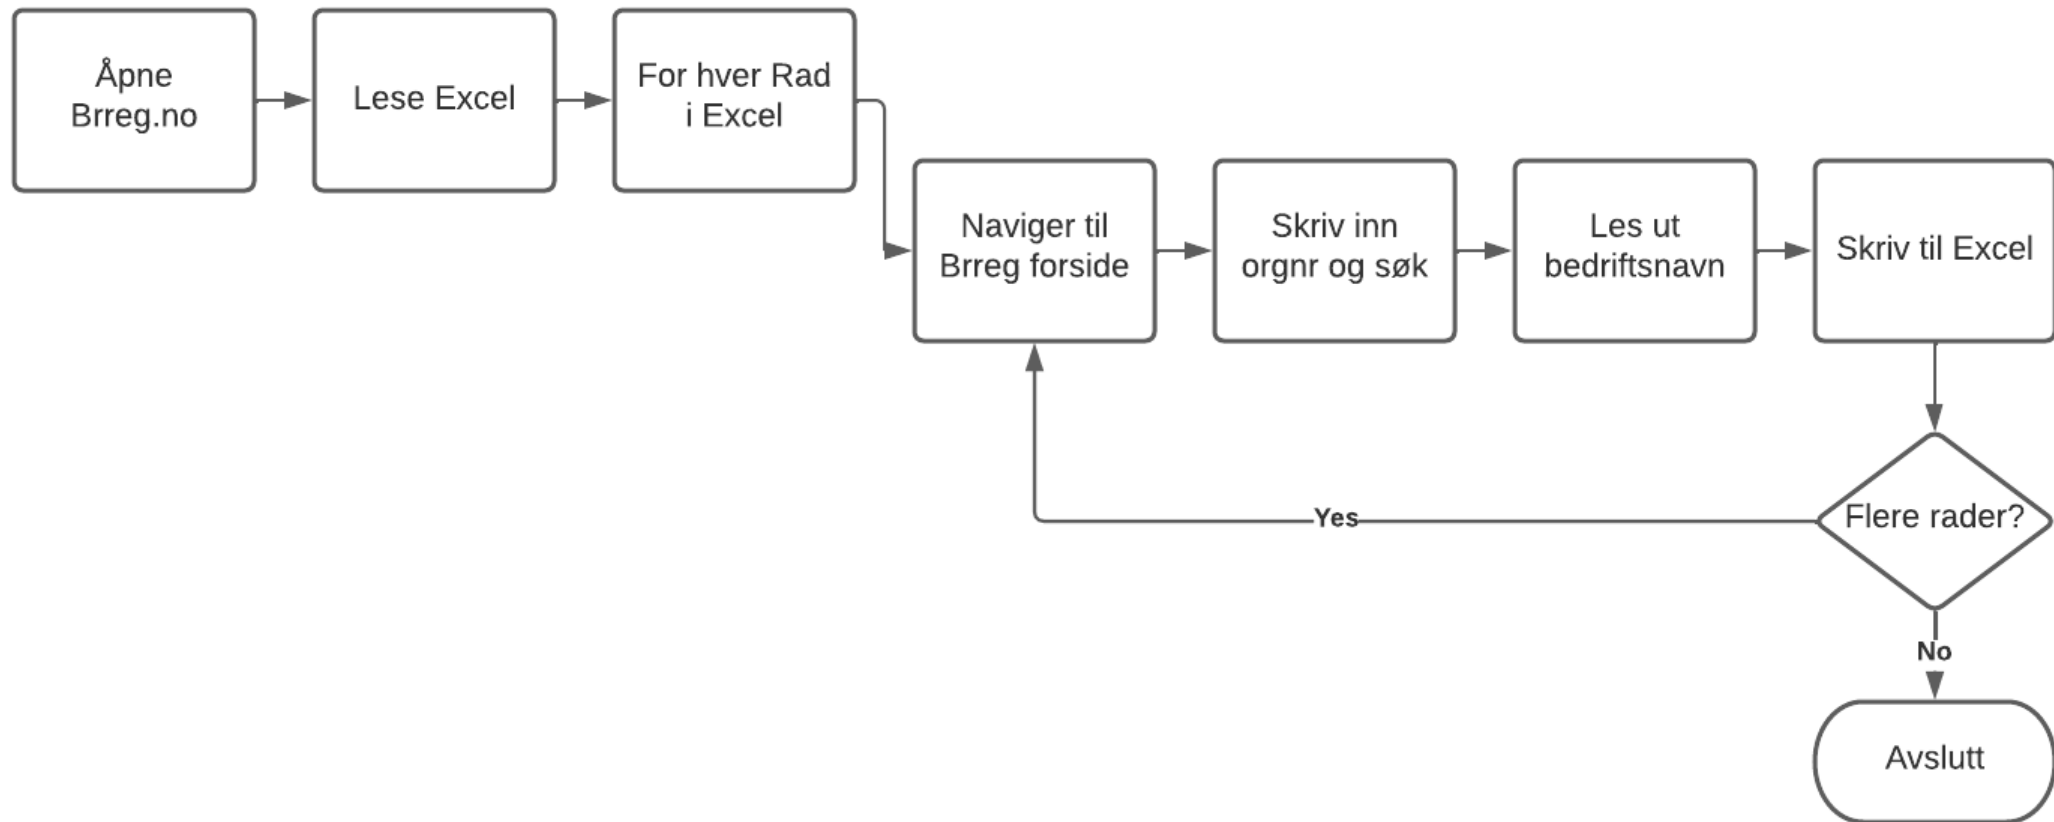 Åpne
Brreg.no
Lese Excel
For hver Rad
i Excel
Naviger til
Brreg forside
Skriv inn
orgnr og søk
Les ut
bedriftsnavn
Skriv til Excel
Flere rader?
Yes
No
Avslutt